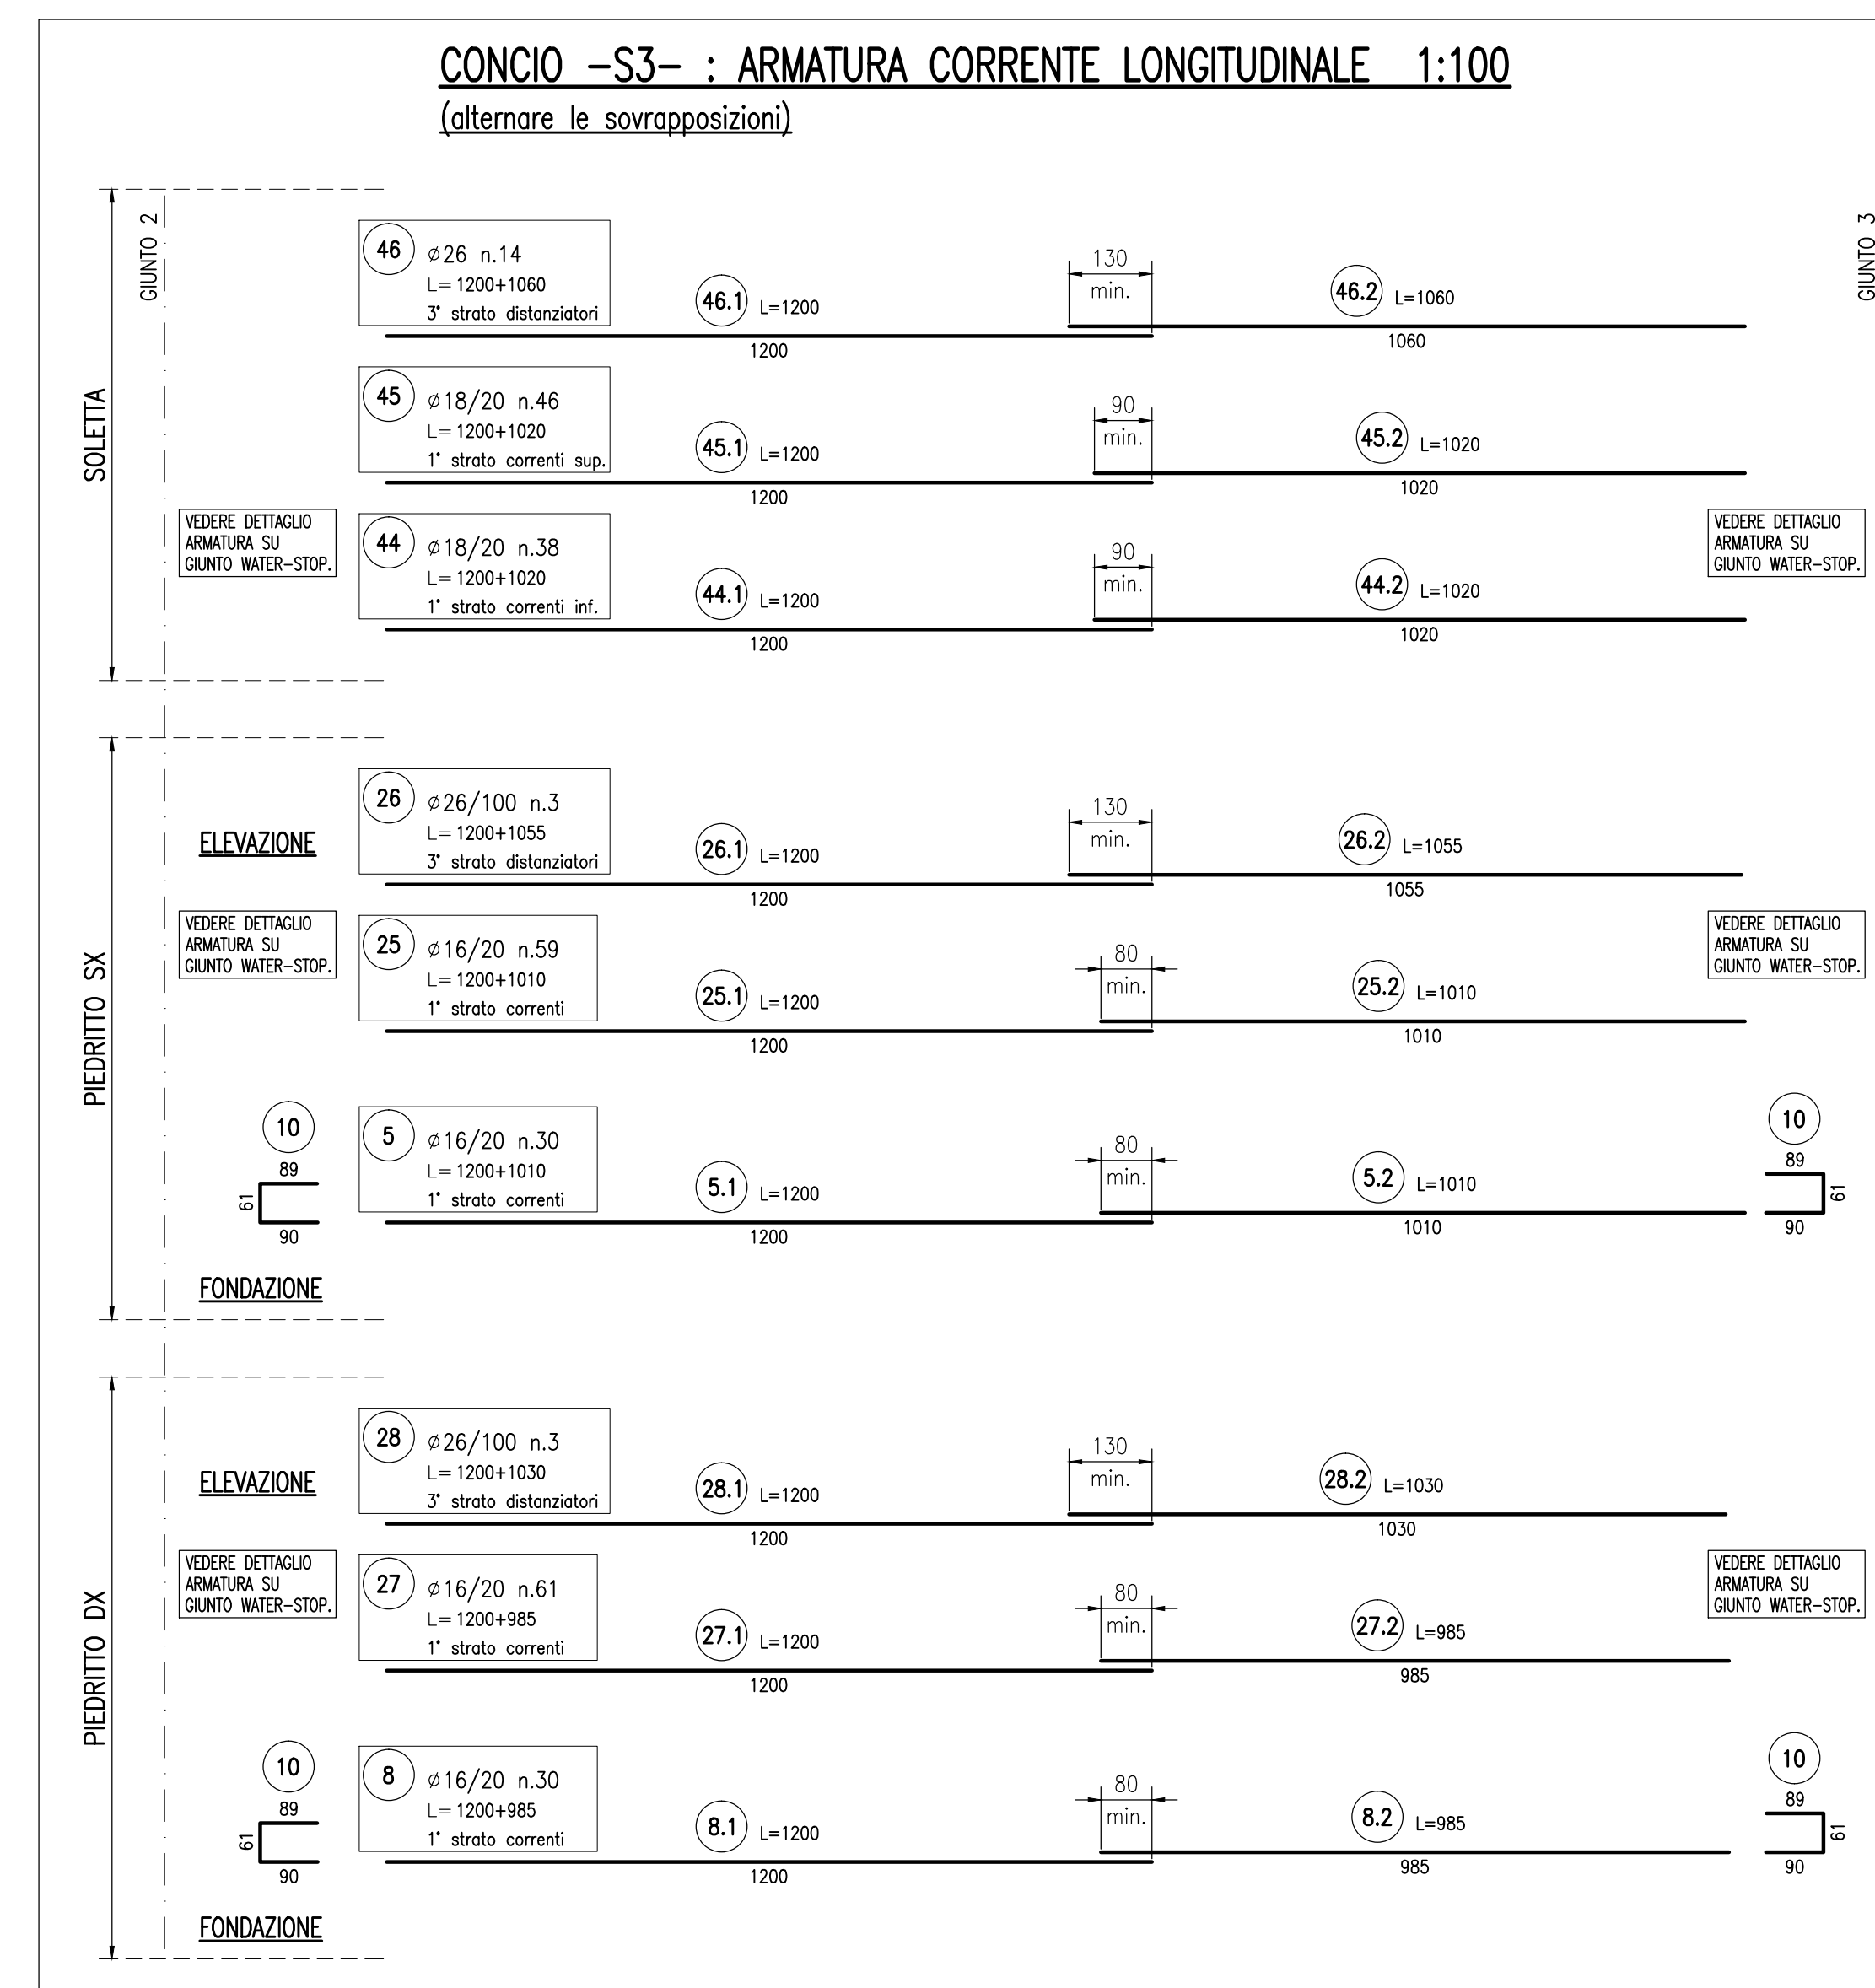 CONCIO -S3- : ARMATURA CORRENTE LONGITUDINALE 1:100
(alternare le sovrapposizioni)
GIUNTO 2
GIUNTO 3
SOLETTA
46
ø26 n.14
L= 1200+1060
3° strato distanziatori
46.1 L=1200
1200
130
min.
46.2 L=1060
1060
45
ø18/20 n.46
L= 1200+1020
1° strato correnti sup.
45.1 L=1200
1200
90
min.
45.2 L=1020
1020
VEDERE DETTAGLIO
ARMATURA SU
GIUNTO WATER-STOP.
44
ø18/20 n.38
L= 1200+1020
1° strato correnti inf.
44.1 L=1200
1200
90
min.
44.2 L=1020
1020
VEDERE DETTAGLIO
ARMATURA SU
GIUNTO WATER-STOP.
PIEDRITTO SX
ELEVAZIONE
26
ø26/100 n.3
L= 1200+1055
3° strato distanziatori
26.1 L=1200
1200
130
min.
26.2 L=1055
1055
VEDERE DETTAGLIO
ARMATURA SU
GIUNTO WATER-STOP.
25
ø16/20 n.59
L= 1200+1010
1° strato correnti
25.1 L=1200
1200
80
min.
25.2 L=1010
1010
VEDERE DETTAGLIO
ARMATURA SU
GIUNTO WATER-STOP.
10
89
61
90
5
ø16/20 n.30
L= 1200+1010
1° strato correnti
5.1 L=1200
1200
80
min.
5.2 L=1010
1010
10
89
61
90
FONDAZIONE
PIEDRITTO DX
ELEVAZIONE
28
ø26/100 n.3
L= 1200+1030
3° strato distanziatori
28.1 L=1200
1200
130
min.
28.2 L=1030
1030
VEDERE DETTAGLIO
ARMATURA SU
GIUNTO WATER-STOP.
27
ø16/20 n.61
L= 1200+985
1° strato correnti
27.1 L=1200
1200
80
min.
27.2 L=985
985
VEDERE DETTAGLIO
ARMATURA SU
GIUNTO WATER-STOP.
10
89
61
90
8
ø16/20 n.30
L= 1200+985
1° strato correnti
8.1 L=1200
1200
80
min.
8.2 L=985
985
10
89
61
90
FONDAZIONE